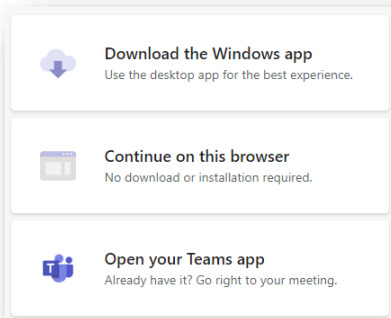 Download the Windows app
Use the desktop app for the best experience.
Continue on this browser
No download or installation required.
Open your Teams app
Already have it? Go right to your meeting.